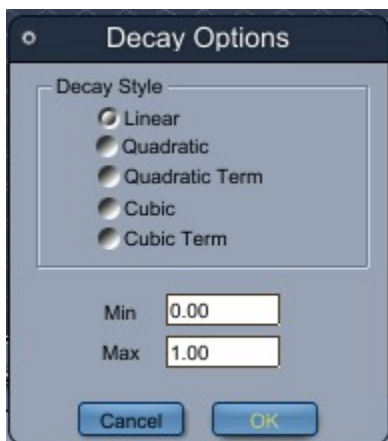 Decay Options
Decay Style
Linear
Quadratic
Quadratic Term
Cubic
Cubic Term
Min 0.00
Max 1.00
Cancel OK